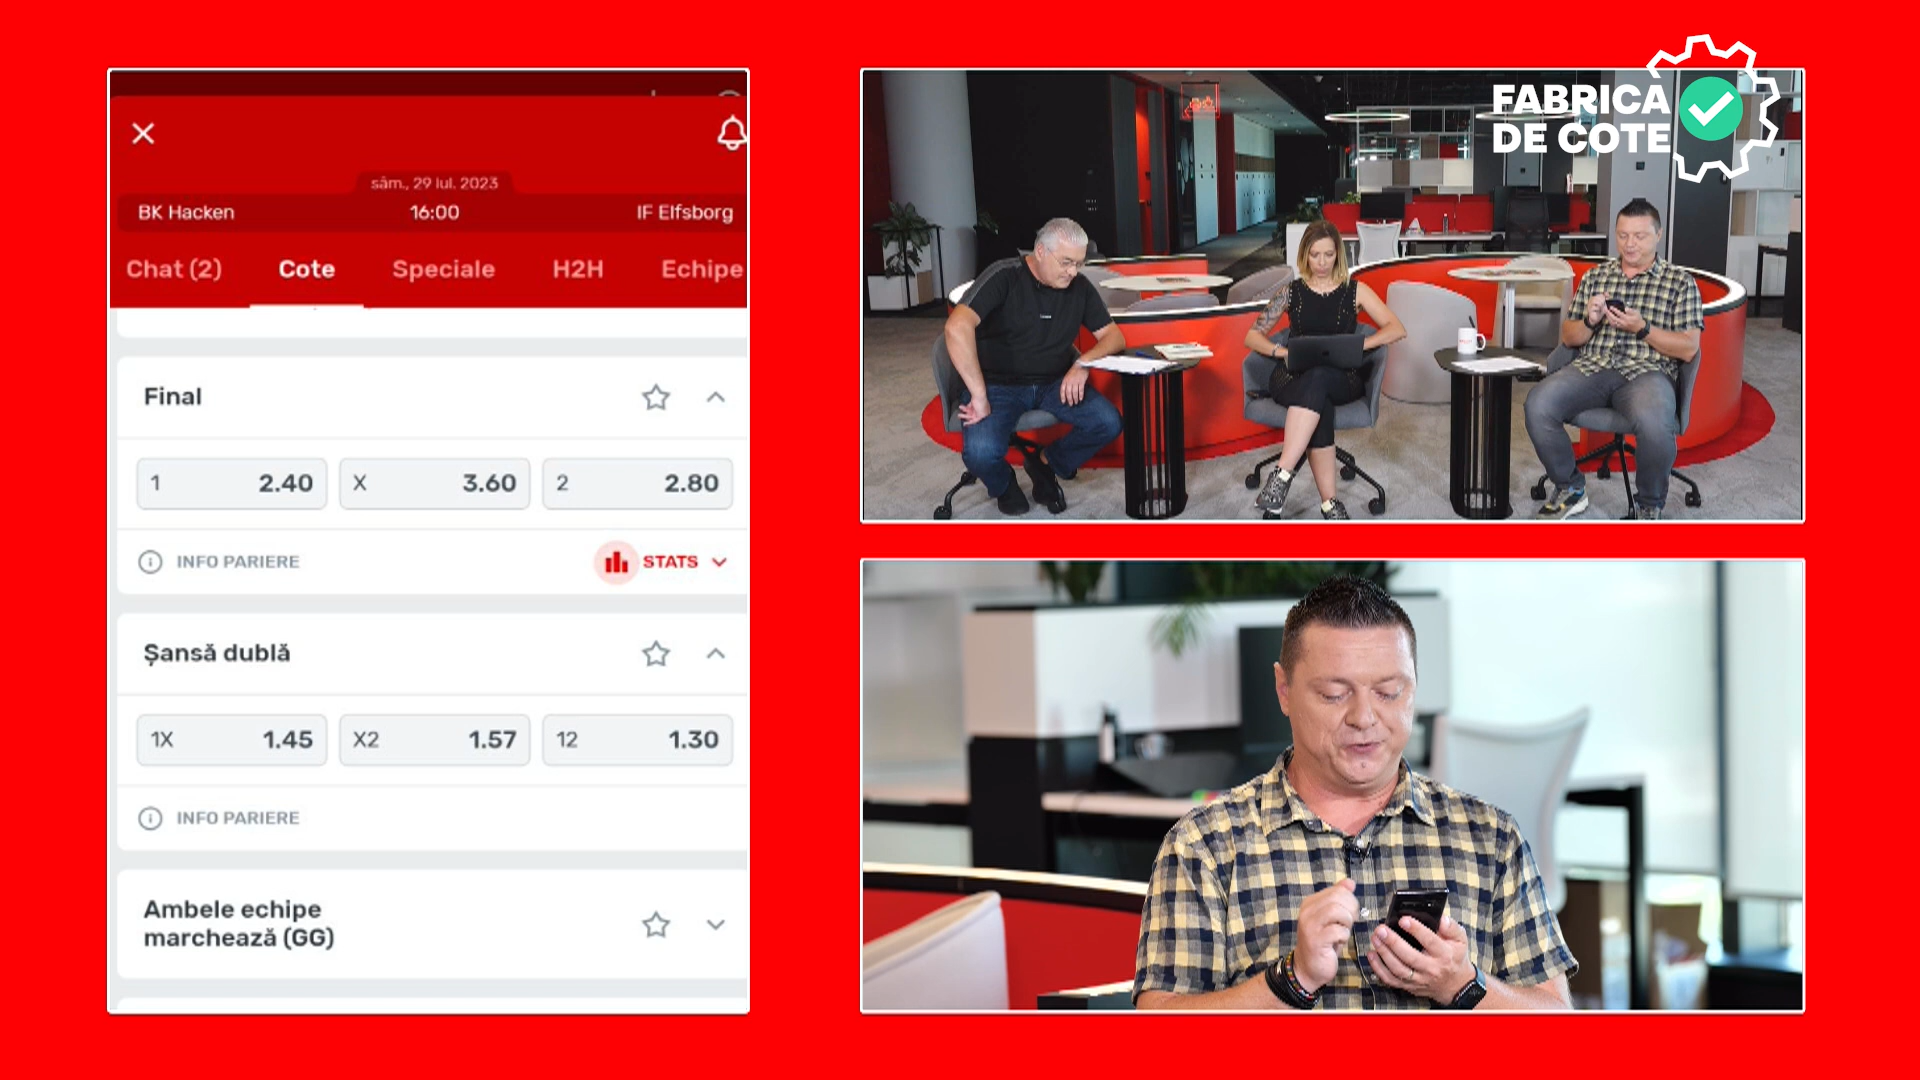 FABRICA
DE COTE
sâm., 29 iul. 2023
BK Hacken 16:00 IF Elfsborg
Chat (2) Cote Speciale H2H Echipe
Final
1 2.40 X 3.60 2 2.80
INFO PARIERE STATS
Șansă dublă
1X 1.45 X2 1.57 12 1.30
INFO PARIERE
Ambele echipe
marchează (GG)